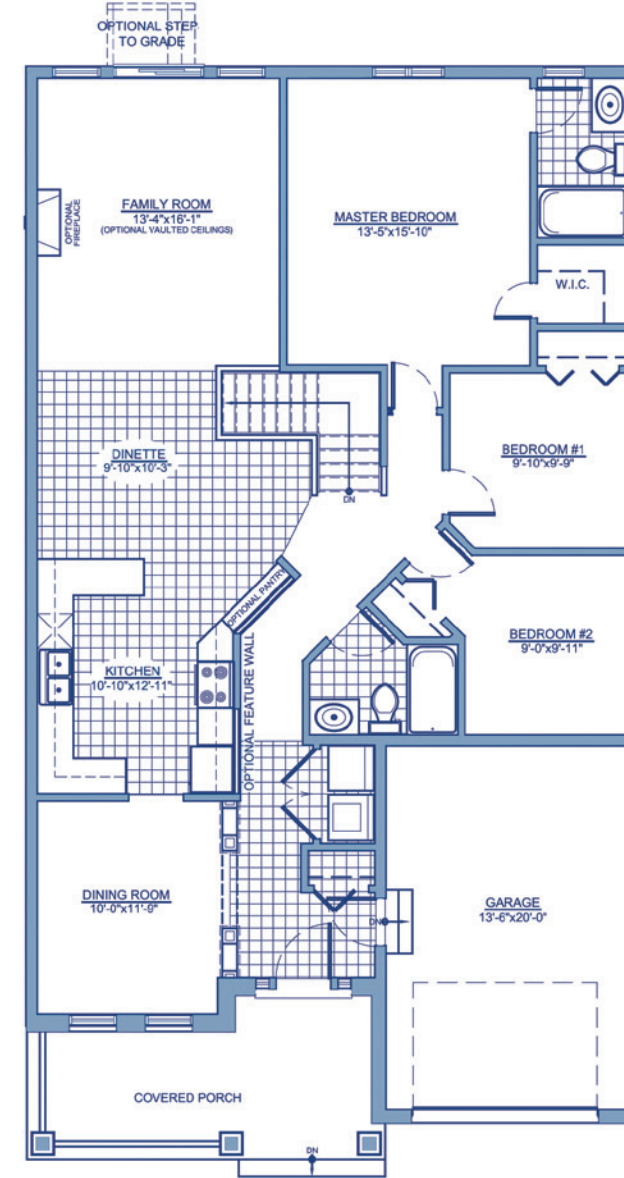 OPTIONAL STEP
TO GRADE
FAMILY ROOM
13'-4"x16'-1"
(OPTIONAL VAULTED CEILINGS)
OPTIONAL
FIREPLACE
MASTER BEDROOM
13'-5"x15'-10"
W.I.C.
DINETTE
9'-10"x10'-3"
DN
BEDROOM #1
9'-10"x9'-9"
OPTIONAL PANTRY
BEDROOM #2
9'-0"x9'-11"
KITCHEN
10'-10"x12'-11"
OPTIONAL FEATURE WALL
DINING ROOM
10'-0"x11'-9"
GARAGE
13'-6"x20'-0"
DN
COVERED PORCH
DN